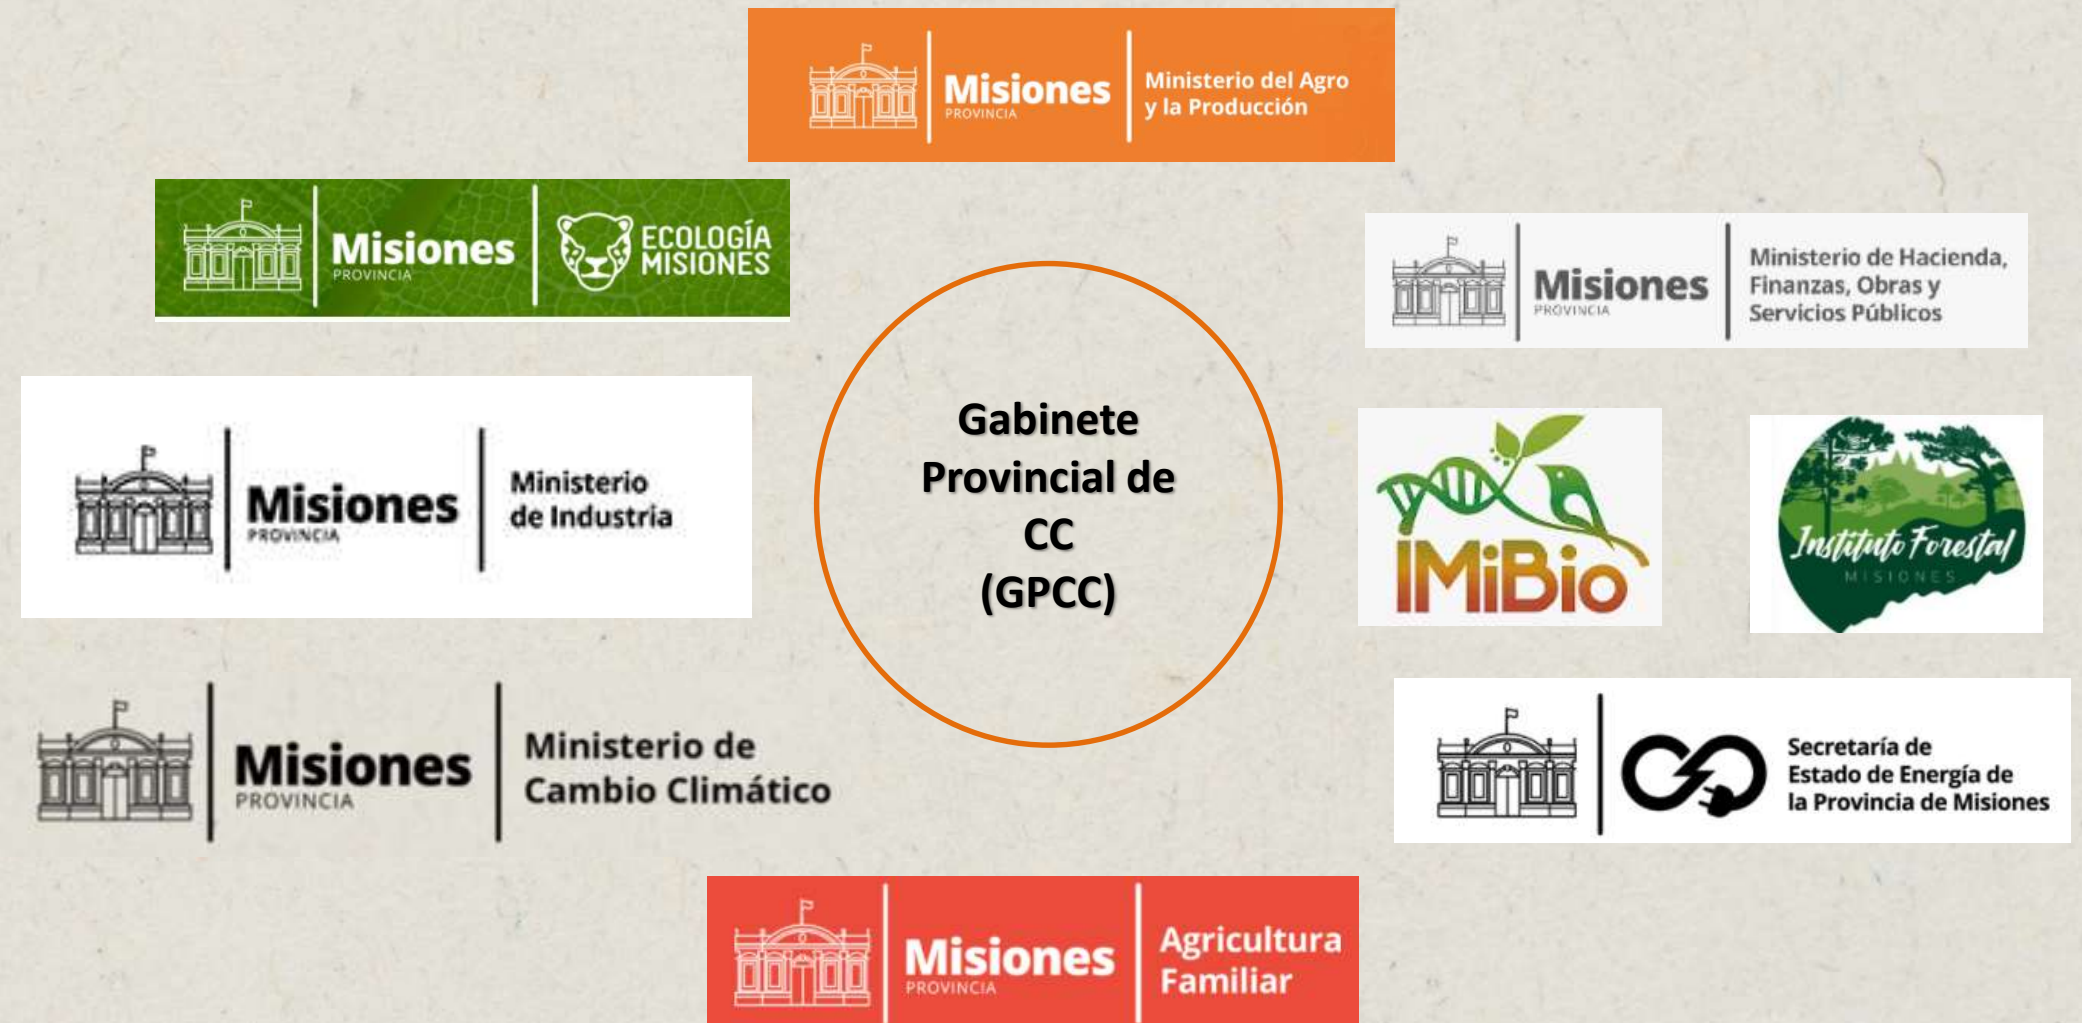 Misiones
PROVINCIA
Ministerio del Agro
y la Producción
Misiones
PROVINCIA
ECOLOGÍA
MISIONES
Misiones
PROVINCIA
Ministerio de Hacienda,
Finanzas, Obras y
Servicios Públicos
Misiones
PROVINCIA
Ministerio
de Industria
Gabinete
Provincial de
CC
(GPCC)
IMiBio
Instituto Forestal
MISIONES
Misiones
PROVINCIA
Ministerio de
Cambio Climático
Secretaría de
Estado de Energía de
la Provincia de Misiones
Misiones
PROVINCIA
Agricultura
Familiar